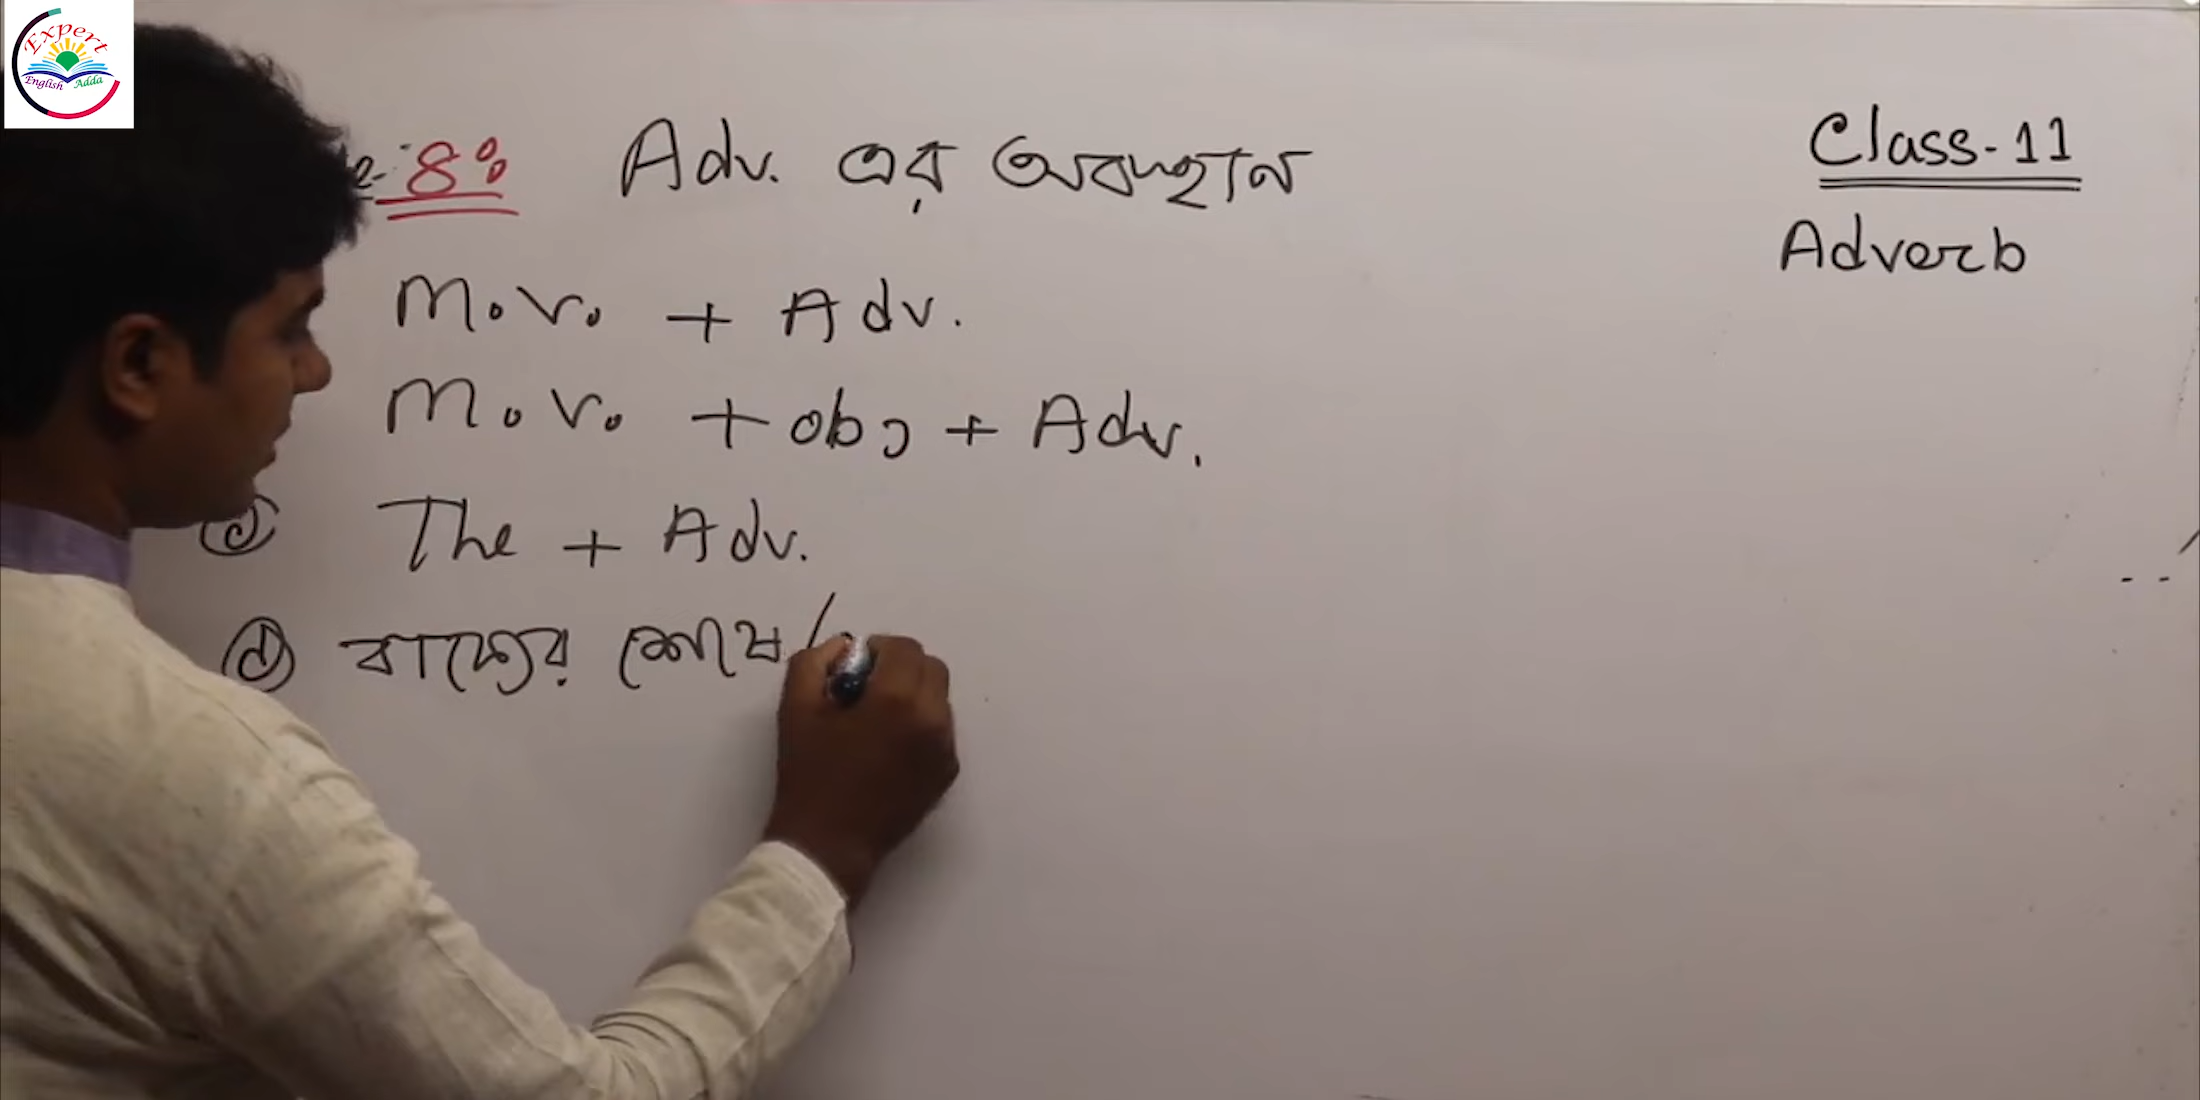 Expert
English Adda
8% Adv. এর অবস্হান
Class-11
Adverb
M.V. + Adv.
M.V. + obj + Adv.
c The + Adv.
d বাক্যের শেষে/